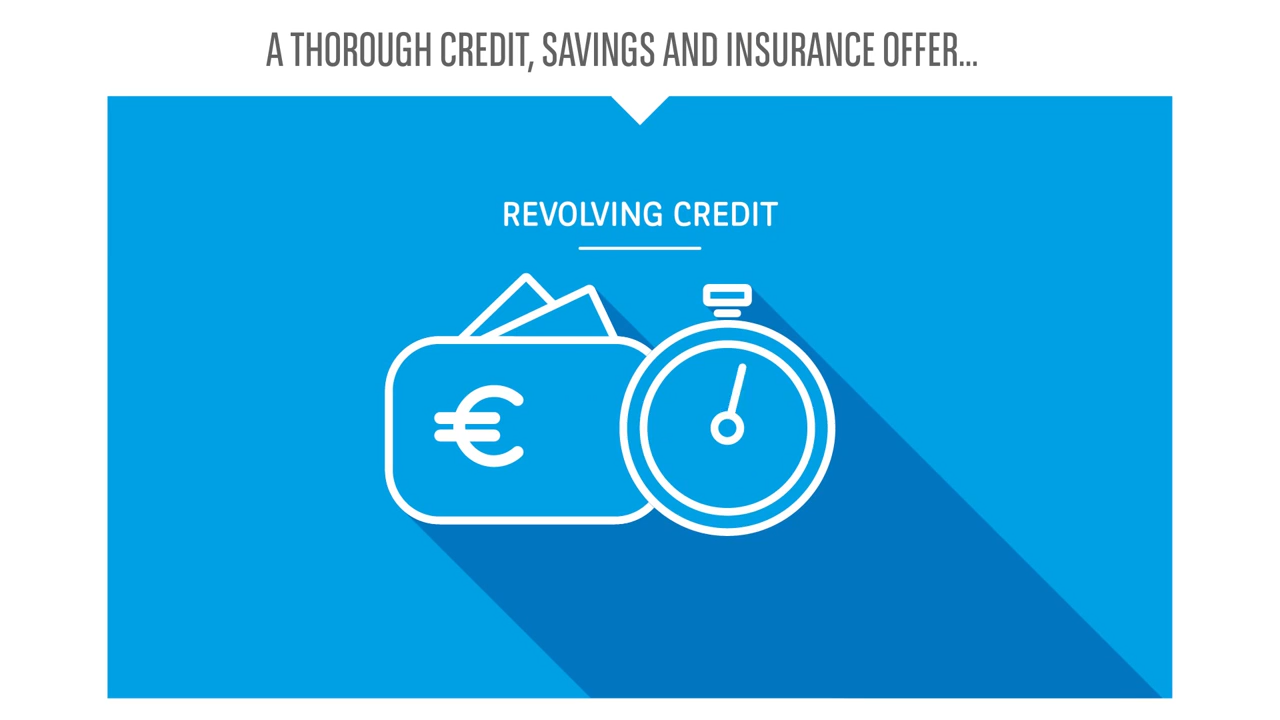 A THOROUGH CREDIT, SAVINGS AND INSURANCE OFFER...
REVOLVING CREDIT
€